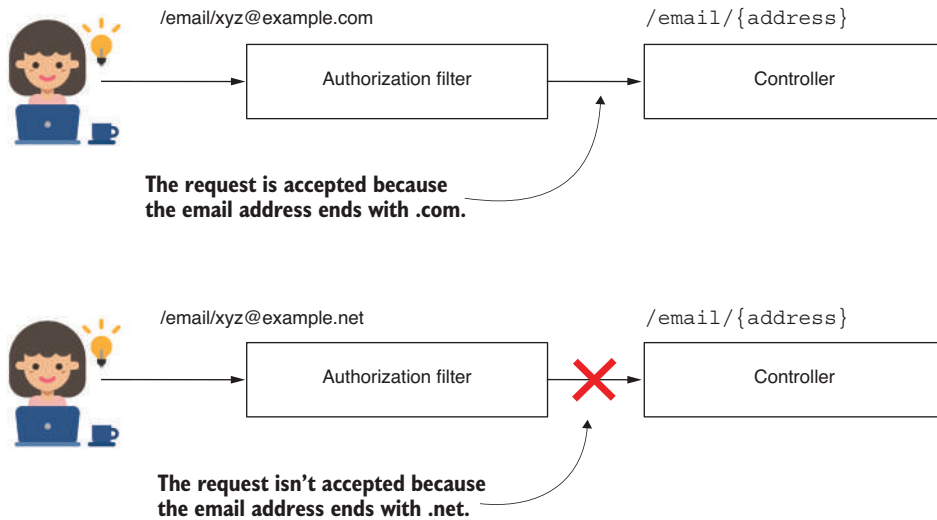 /email/xyz@example.com
/email/{address}
Authorization filter
Controller
The request is accepted because
the email address ends with .com.
/email/xyz@example.net
/email/{address}
Authorization filter
Controller
The request isn't accepted because
the email address ends with .net.